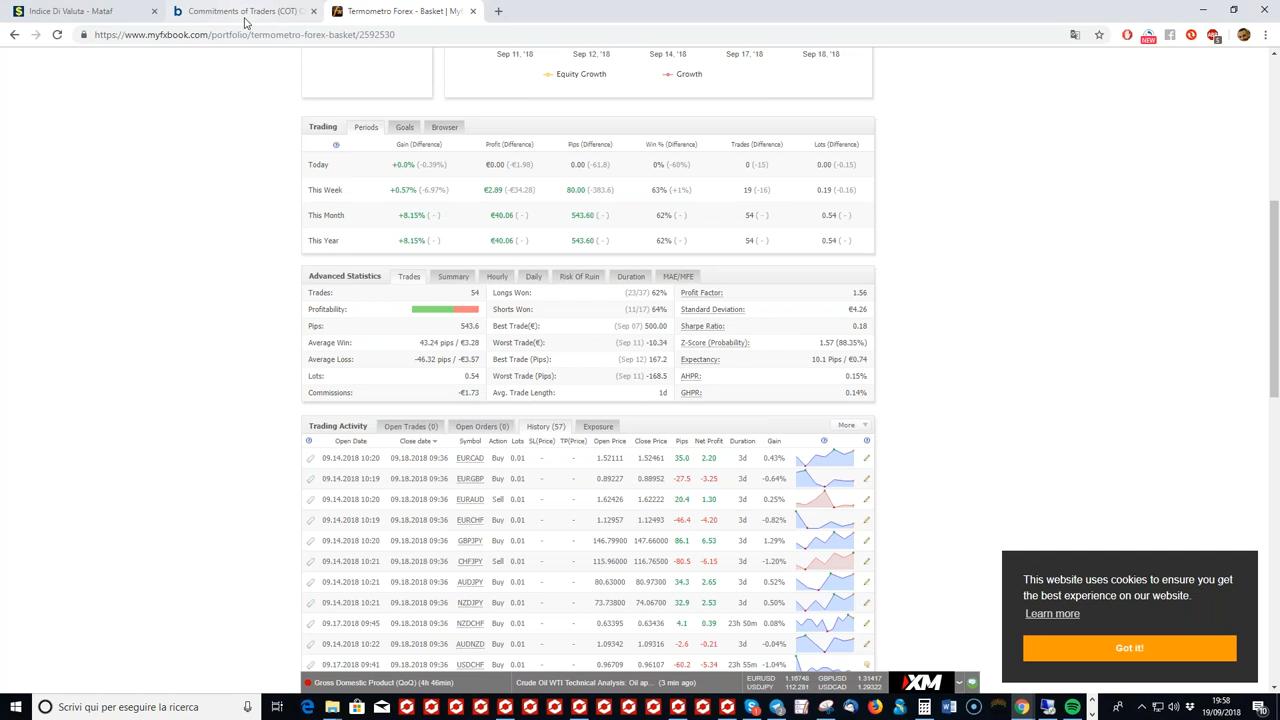 Indice Di Valuta - Mataf
Commitments of Traders (COT) C
Termometro Forex - Basket | My
https://www.myfxbook.com/portfolio/termometro-forex-basket/2592530
NEW
5
Sep 11, '18 Sep 12, '18 Sep 14, '18 Sep 17, '18 Sep 18, '18
Equity Growth Growth
Trading Periods Goals Browser
Gain (Difference) Profit (Difference) Pips (Difference) Win % (Difference) Trades (Difference) Lots (Difference)
Today +0.0% (-0.39%) €0.00 (-€1.98) 0.00 (-61.8) 0% (-60%) 0 (-15) 0.00 (-0.15)
This Week +0.57% (-6.97%) €2.89 (-€34.28) 80.00 (-383.6) 63% (+1%) 19 (-16) 0.19 (-0.16)
This Month +8.15% ( - ) €40.06 ( - ) 543.60 ( - ) 62% ( - ) 54 ( - ) 0.54 ( - )
This Year +8.15% ( - ) €40.06 ( - ) 543.60 ( - ) 62% ( - ) 54 ( - ) 0.54 ( - )
Advanced Statistics Trades Summary Hourly Daily Risk Of Ruin Duration MAE/MFE
Trades: 54 Longs Won: (23/37) 62% Profit Factor: 1.56
Profitability: Shorts Won: (11/17) 64% Standard Deviation: €4.26
Pips: 543.6 Best Trade(€): (Sep 07) 500.00 Sharpe Ratio: 0.18
Average Win: 43.24 pips / €3.28 Worst Trade(€): (Sep 11) -10.34 Z-Score (Probability): 1.57 (88.35%)
Average Loss: -46.32 pips / -€3.57 Best Trade (Pips): (Sep 12) 167.2 Expectancy: 10.1 Pips / €0.74
Lots: 0.54 Worst Trade (Pips): (Sep 11) -168.5 AHPR: 0.15%
Commissions: -€1.73 Avg. Trade Length: 1d GHPR: 0.14%
Trading Activity Open Trades (0) Open Orders (0) History (57) Exposure More
Open Date Close date Symbol Action Lots SL(Price) TP(Price) Open Price Close Price Pips Net Profit Duration Gain
09.14.2018 10:20 09.18.2018 09:36 EURCAD Buy 0.01 - - 1.52111 1.52461 35.0 2.20 3d 0.43%
09.14.2018 10:19 09.18.2018 09:36 EURGBP Buy 0.01 - - 0.89227 0.88952 -27.5 -3.25 3d -0.64%
09.14.2018 10:20 09.18.2018 09:36 EURAUD Sell 0.01 - - 1.62426 1.62222 20.4 1.30 3d 0.25%
09.14.2018 10:19 09.18.2018 09:36 EURCHF Buy 0.01 - - 1.12957 1.12493 -46.4 -4.20 3d -0.82%
09.14.2018 10:20 09.18.2018 09:36 GBPJPY Buy 0.01 - - 146.79900 147.66000 86.1 6.53 3d 1.29%
09.14.2018 10:21 09.18.2018 09:36 CHFJPY Sell 0.01 - - 115.96000 116.76500 -80.5 -6.15 3d -1.20%
09.14.2018 10:21 09.18.2018 09:36 AUDJPY Buy 0.01 - - 80.63000 80.97300 34.3 2.65 3d 0.52%
09.14.2018 10:21 09.18.2018 09:36 NZDJPY Buy 0.01 - - 73.73800 74.06700 32.9 2.53 3d 0.50%
09.17.2018 09:45 09.18.2018 09:36 NZDCHF Buy 0.01 - - 0.63395 0.63436 4.1 0.39 23h 50m 0.08%
09.14.2018 10:22 09.18.2018 09:36 AUDNZD Buy 0.01 - - 1.09342 1.09316 -2.6 -0.21 3d -0.04%
09.17.2018 09:41 09.18.2018 09:36 USDCHF Buy 0.01 - - 0.96709 0.96107 -60.2 -5.34 23h 55m -1.04%
This website uses cookies to ensure you get
the best experience on our website.
Learn more
Got it!
Gross Domestic Product (QoQ) (4h 46min) Crude Oil WTI Technical Analysis: Oil ap... (3 min ago)
EURUSD 1.16748 GBPUSD 1.31417
USDJPY 112.281 USDCAD 1.29322
XM
Scrivi qui per eseguire la ricerca
19:58
19/09/2018
10